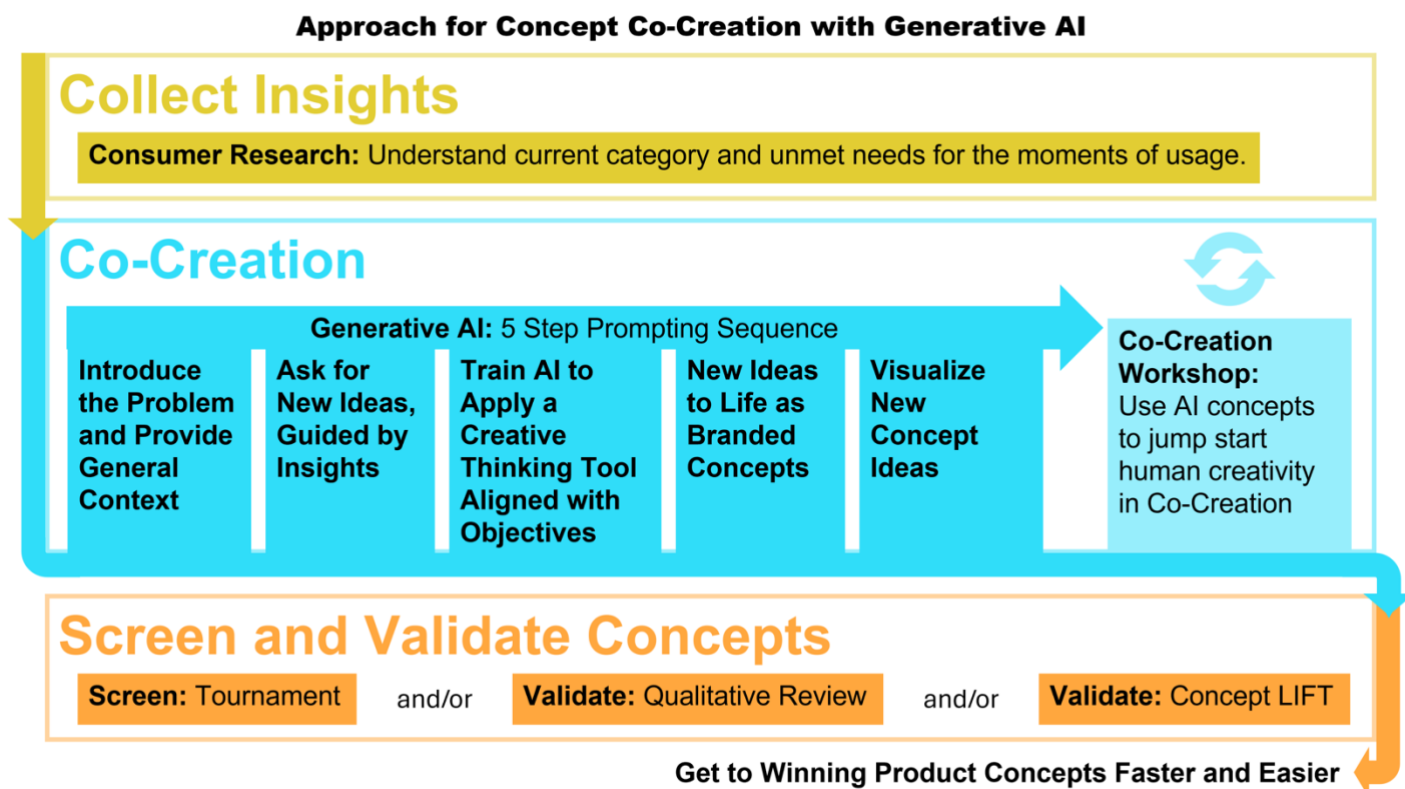 Approach for Concept Co-Creation with Generative AI
Collect Insights
Consumer Research: Understand current category and unmet needs for the moments of usage.
Co-Creation
Generative AI: 5 Step Prompting Sequence
Introduce
the Problem
and Provide
General
Context
Ask for
New Ideas,
Guided by
Insights
Train AI to
Apply a
Creative
Thinking Tool
Aligned with
Objectives
New Ideas
to Life as
Branded
Concepts
Visualize
New
Concept
Ideas
Co-Creation
Workshop:
Use AI concepts
to jump start
human creativity
in Co-Creation
Screen and Validate Concepts
Screen: Tournament
and/or
Validate: Qualitative Review
and/or
Validate: Concept LIFT
Get to Winning Product Concepts Faster and Easier